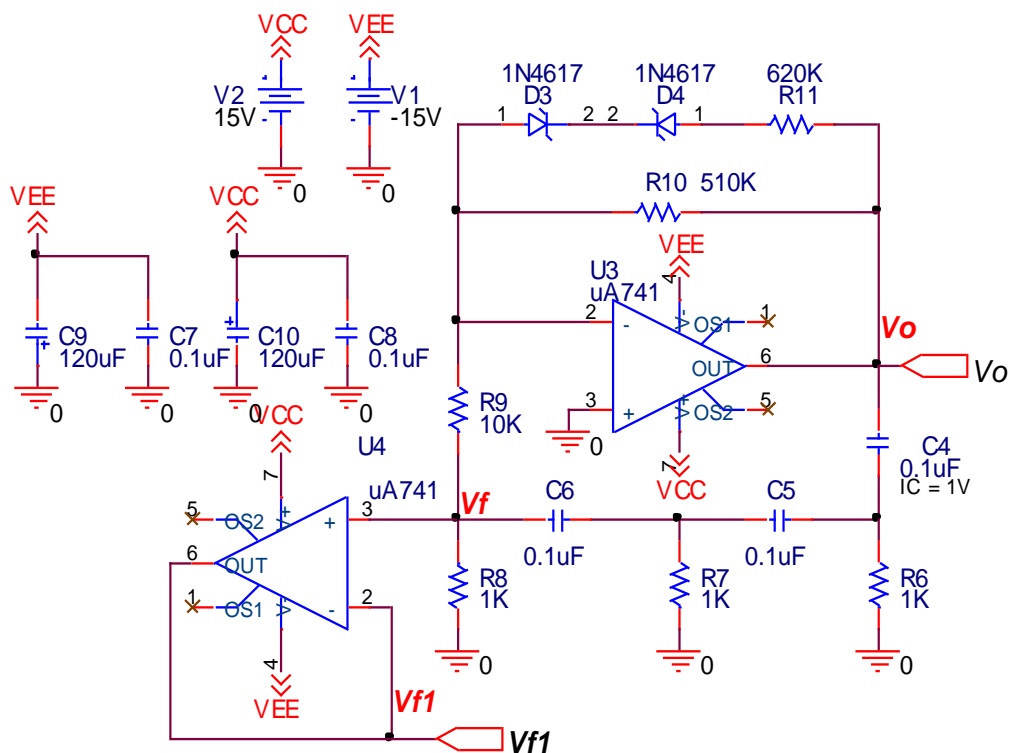 VCC
VEE
V2
15V
0
V1
-15V
0
1N4617
D3
1
2
1N4617
D4
2
1
620K
R11
R10 510K
VEE
VCC
C9
120uF
0
C7
0.1uF
0
C10
120uF
0
C8
0.1uF
0
VEE
4
U3
uA741
2
-
V-
OS1
1
OUT
6
3
+
V+
OS2
5
0
7
VCC
Vo
Vo
R9
10K
C4
0.1uF
IC = 1V
VCC
7
U4
uA741
5
OS2
V+
+
3
6
OUT
1
OS1
V-
-
2
4
VEE
Vf
C6
0.1uF
C5
0.1uF
R8
1K
0
R7
1K
0
R6
1K
0
Vf1
Vf1